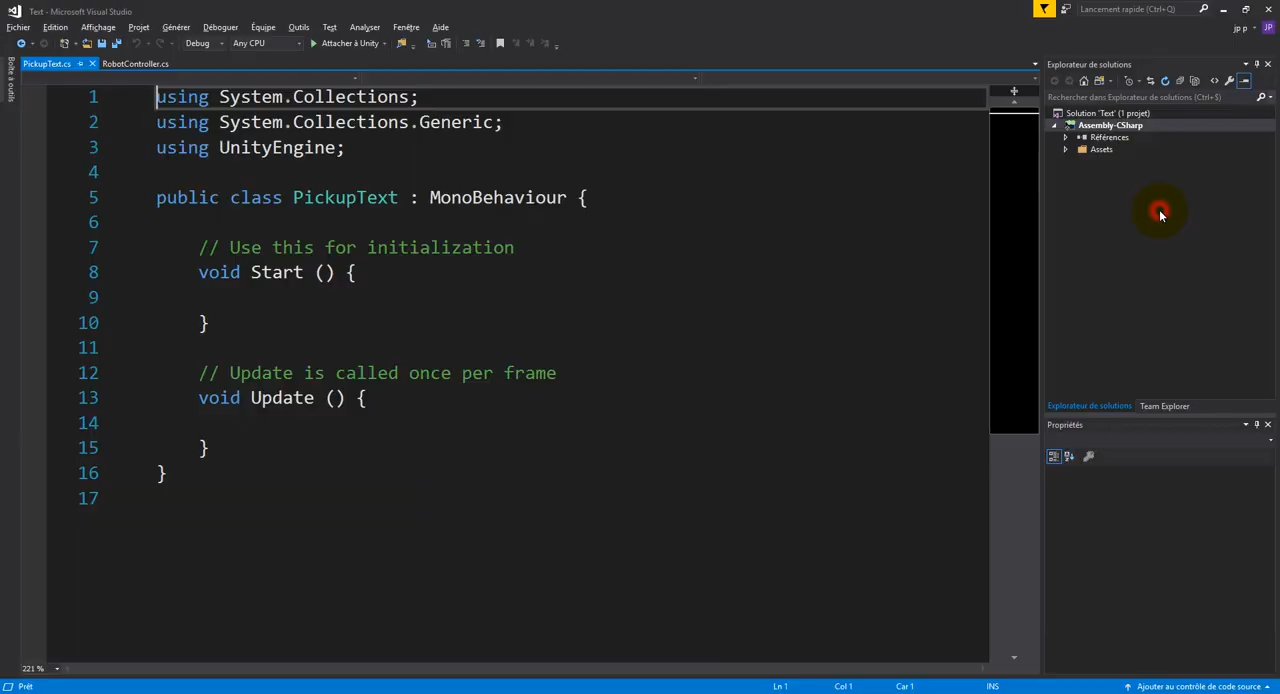 Text - Microsoft Visual Studio
Lancement rapide (Ctrl+Q)
Fichier Edition Affichage Projet Générer Déboguer Équipe Outils Test Analyser Fenêtre Aide
jp p JP
Debug Any CPU Attacher à Unity
Boîte à outils
PickupText.cs RobotController.cs
1 using System.Collections;
2 using System.Collections.Generic;
3 using UnityEngine;
4
5 public class PickupText : MonoBehaviour {
6
7 // Use this for initialization
8 void Start () {
9
10 }
11
12 // Update is called once per frame
13 void Update () {
14
15 }
16 }
17
221 %
Explorateur de solutions
Rechercher dans Explorateur de solutions (Ctrl+$)
Solution 'Text' (1 projet)
Assembly-CSharp
Références
Assets
Explorateur de solutions Team Explorer
Propriétés
Prêt Ln 1 Col 1 Car 1 INS Ajouter au contrôle de code source